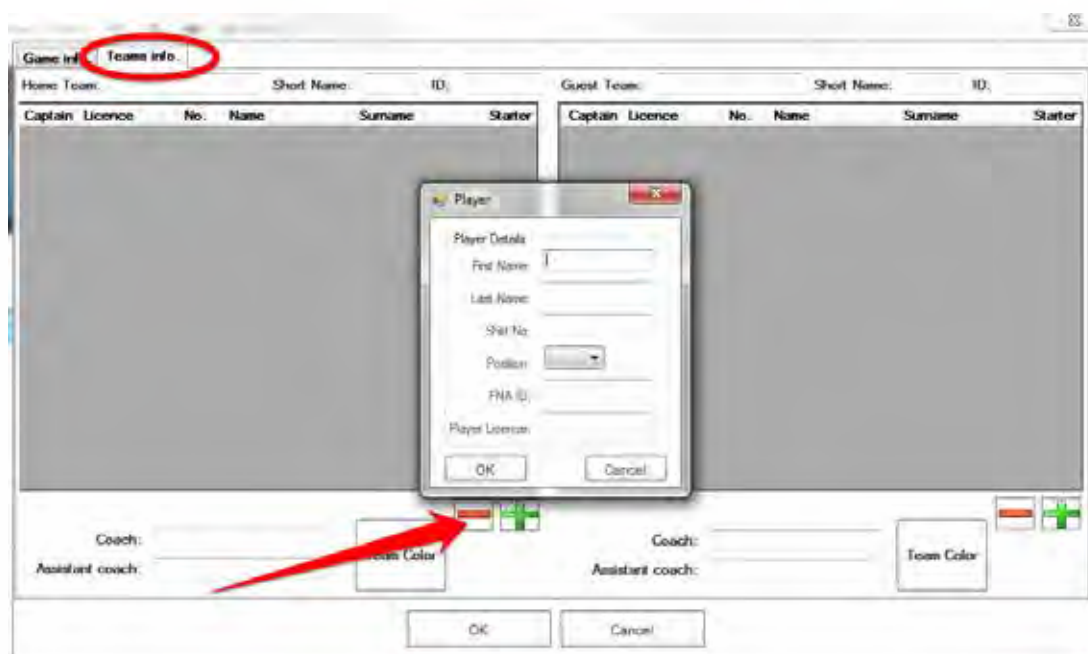 Game inf Teams info.
Home Team: Short Name: ID: Guest Team: Short Name: ID:
Captain Licence No. Name Surname Starter Captain Licence No. Name Surname Starter
Player
Player Details
First Name:
Last Name:
Shirt No
Position:
FNA ID:
Player Licence:
OK Cancel
Coach: Coach:
Team Color Team Color
Assistant coach: Assistant coach:
OK Cancel